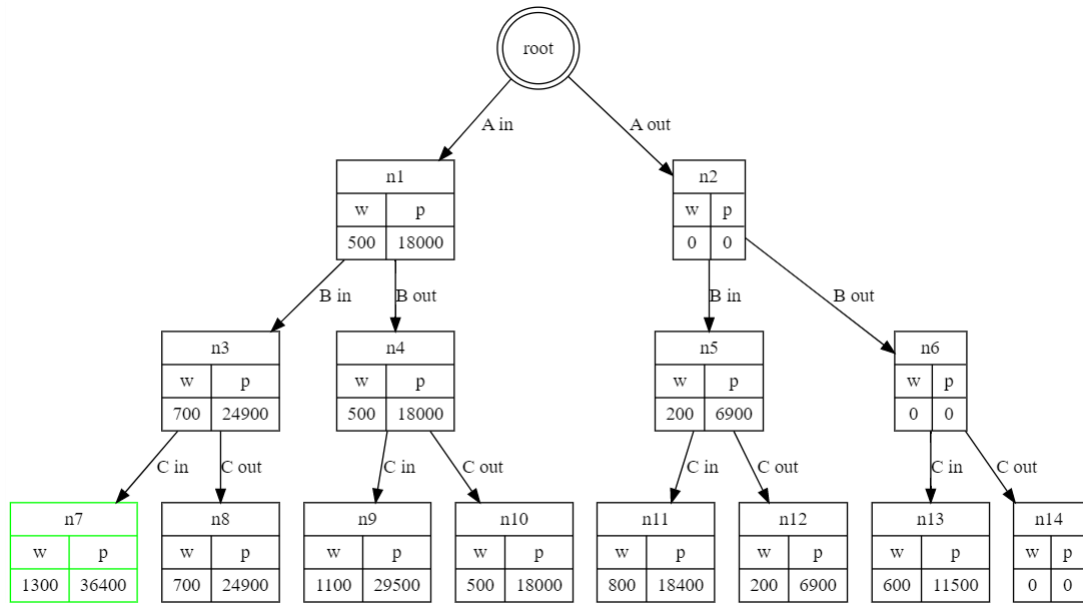 root
A in
A out
n1
w p
500 18000
n2
w p
0 0
B in
B out
B in
B out
n3
w p
700 24900
n4
w p
500 18000
n5
w p
200 6900
n6
w p
0 0
C in
C out
C in
C out
C in
C out
C in
C out
n7
w p
1300 36400
n8
w p
700 24900
n9
w p
1100 29500
n10
w p
500 18000
n11
w p
800 18400
n12
w p
200 6900
n13
w p
600 11500
n14
w p
0 0